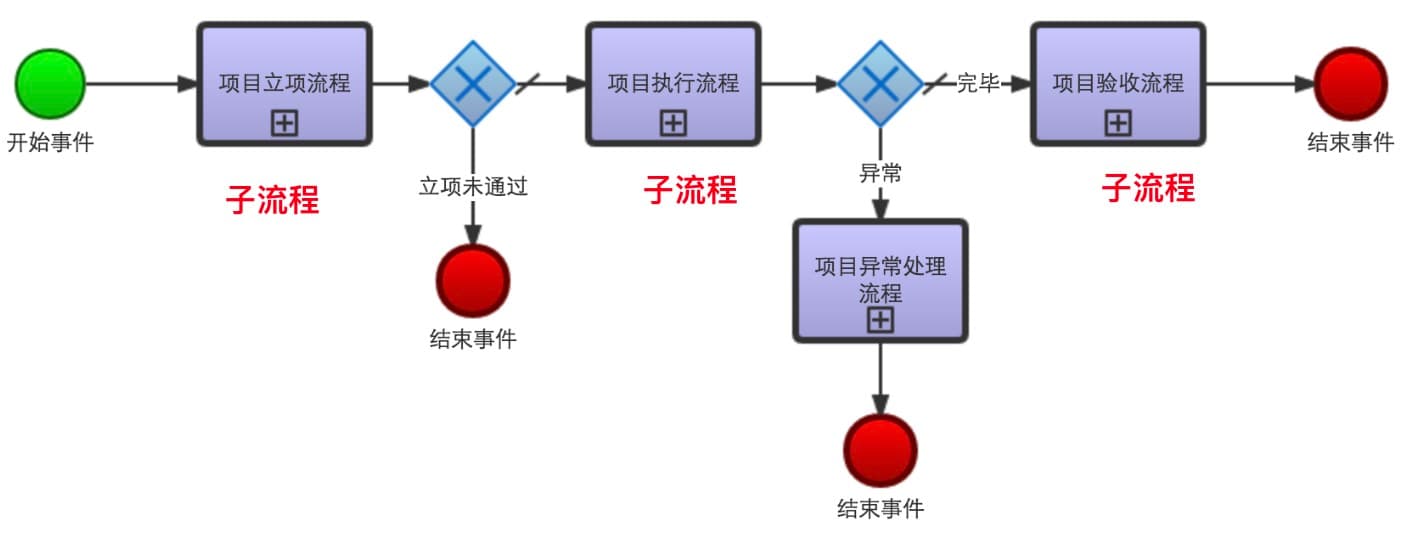 开始事件
项目立项流程
子流程
立项未通过
结束事件
项目执行流程
子流程
完毕
异常
项目异常处理
流程
结束事件
项目验收流程
子流程
结束事件